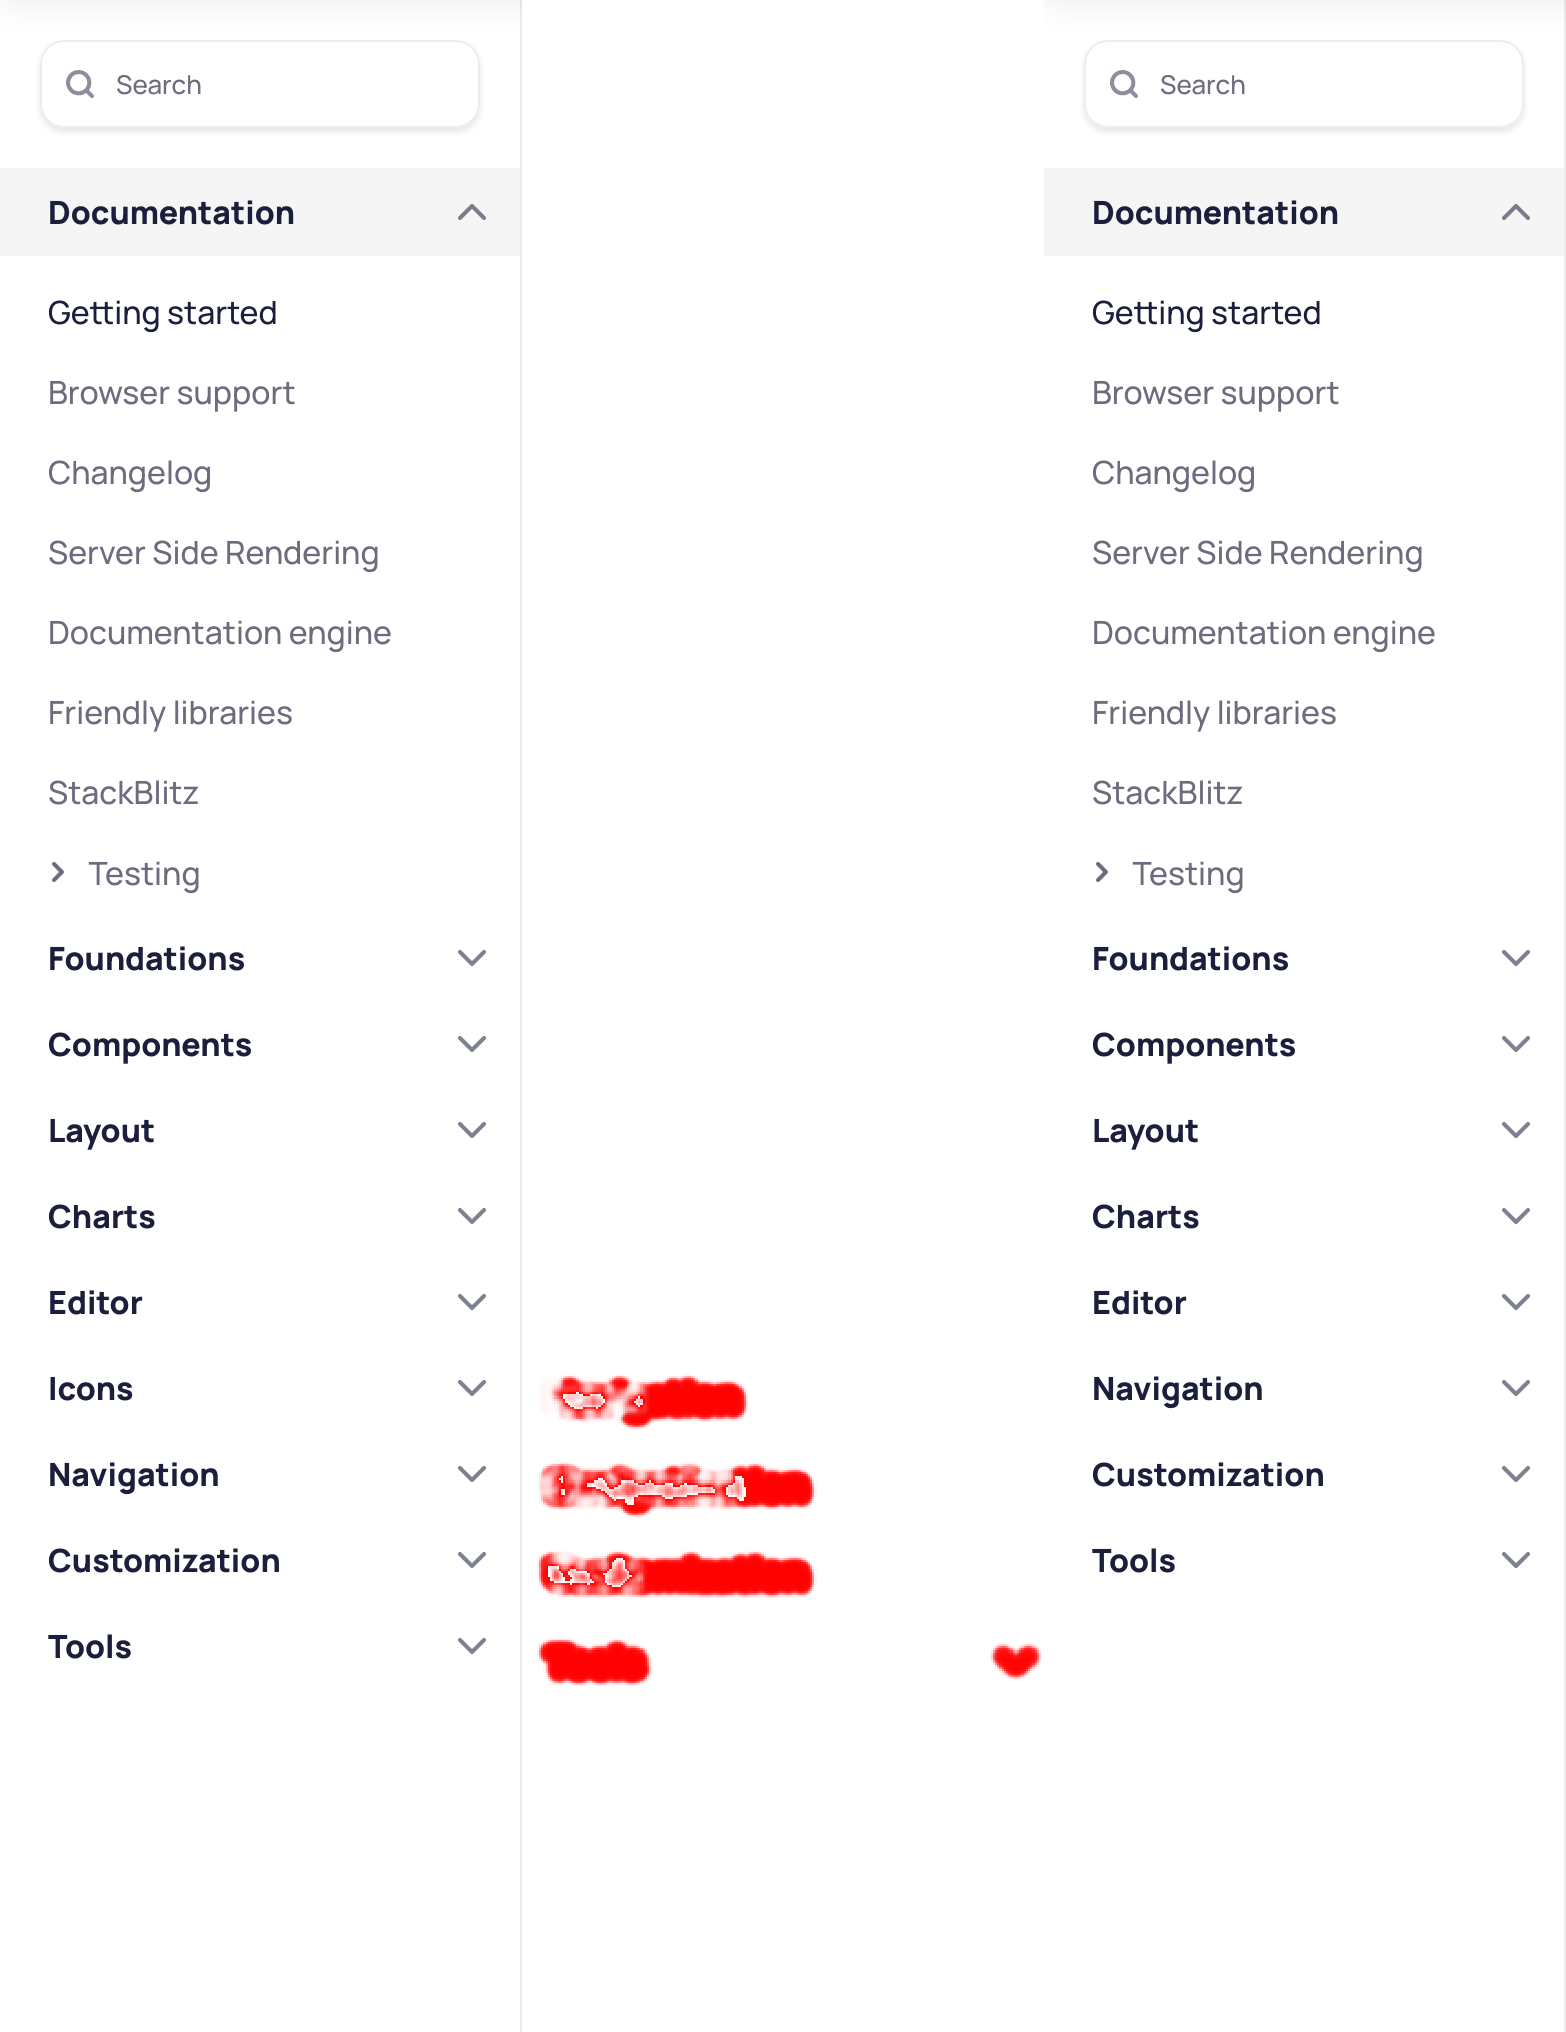 Search
Documentation
Getting started
Browser support
Changelog
Server Side Rendering
Documentation engine
Friendly libraries
StackBlitz
Testing
Foundations
Components
Layout
Charts
Editor
Icons
Navigation
Customization
Tools
Search
Documentation
Getting started
Browser support
Changelog
Server Side Rendering
Documentation engine
Friendly libraries
StackBlitz
Testing
Foundations
Components
Layout
Charts
Editor
Navigation
Customization
Tools